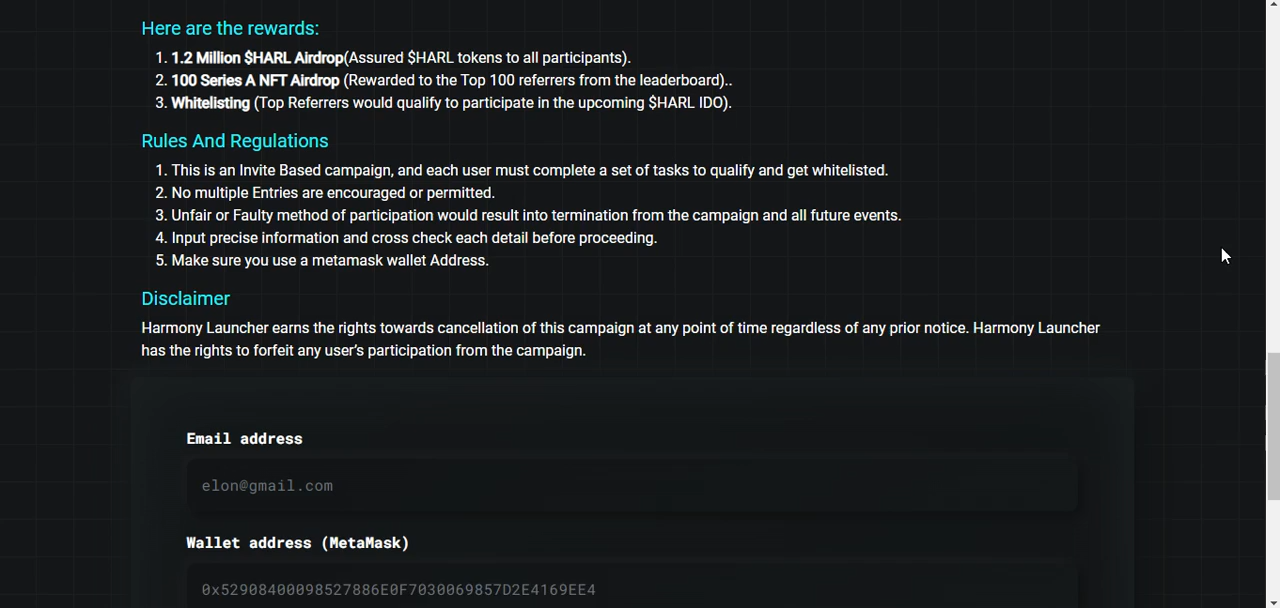 Here are the rewards:
1. 1.2 Million $HARL Airdrop(Assured $HARL tokens to all participants).
2. 100 Series A NFT Airdrop (Rewarded to the Top 100 referrers from the leaderboard)..
3. Whitelisting (Top Referrers would qualify to participate in the upcoming $HARL IDO).
Rules And Regulations
1. This is an Invite Based campaign, and each user must complete a set of tasks to qualify and get whitelisted.
2. No multiple Entries are encouraged or permitted.
3. Unfair or Faulty method of participation would result into termination from the campaign and all future events.
4. Input precise information and cross check each detail before proceeding.
5. Make sure you use a metamask wallet Address.
Disclaimer
Harmony Launcher earns the rights towards cancellation of this campaign at any point of time regardless of any prior notice. Harmony Launcher
has the rights to forfeit any user's participation from the campaign.
Email address
elon@gmail.com
Wallet address (MetaMask)
0x52908400098527886E0F7030069857D2E4169EE4